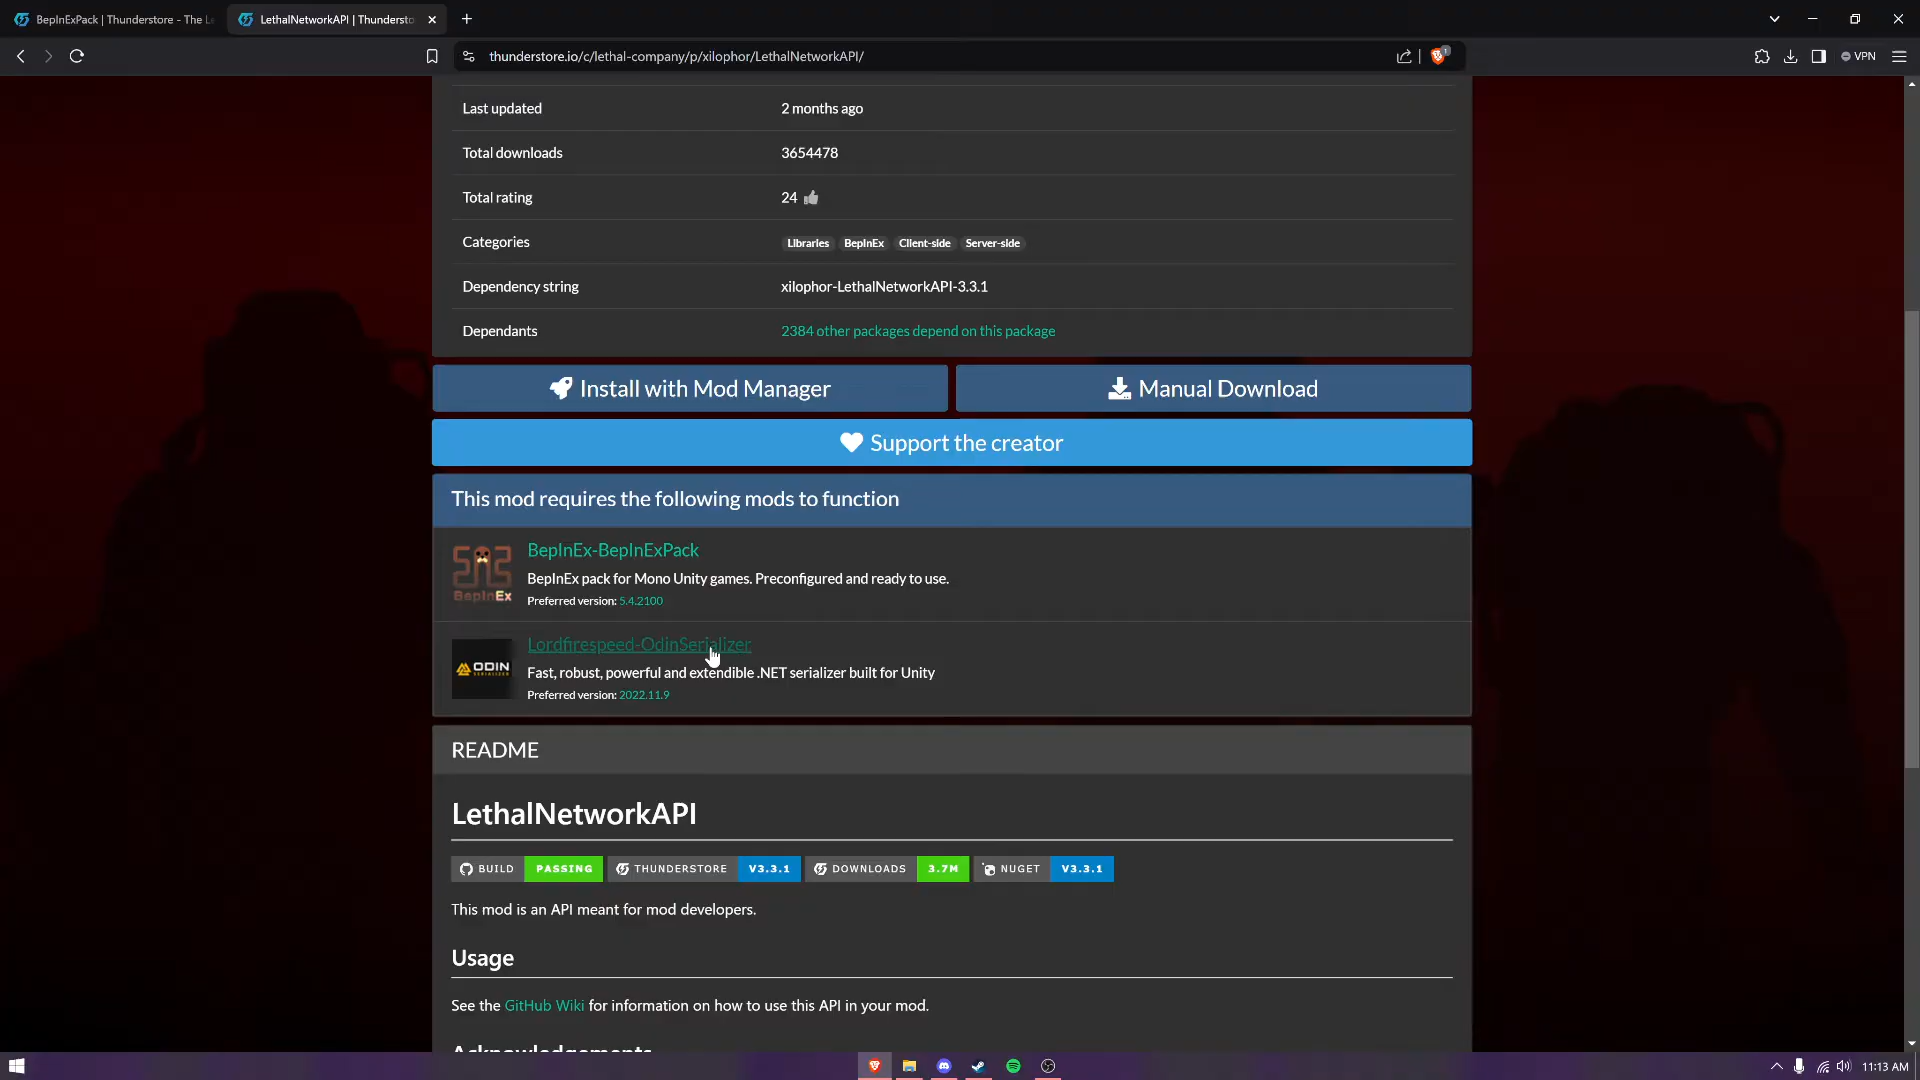 BepInExPack | Thunderstore - The Le
LethalNetworkAPI | Thundersto
thunderstore.io/c/lethal-company/p/xilophor/LethalNetworkAPI/
1
VPN
Last updated 2 months ago
Total downloads 3654478
Total rating 24
Categories Libraries BepInEx Client-side Server-side
Dependency string xilophor-LethalNetworkAPI-3.3.1
Dependants 2384 other packages depend on this package
Install with Mod Manager Manual Download
Support the creator
This mod requires the following mods to function
BepInEx
BepInEx-BepInExPack
BepInEx pack for Mono Unity games. Preconfigured and ready to use.
Preferred version: 5.4.2100
ODIN
SERIALIZER
Lordfirespeed-OdinSerializer
Fast, robust, powerful and extendible .NET serializer built for Unity
Preferred version: 2022.11.9
README
LethalNetworkAPI
BUILD PASSING THUNDERSTORE V3.3.1 DOWNLOADS 3.7M NUGET V3.3.1
This mod is an API meant for mod developers.
Usage
See the GitHub Wiki for information on how to use this API in your mod.
Acknowledgements
11:13 AM